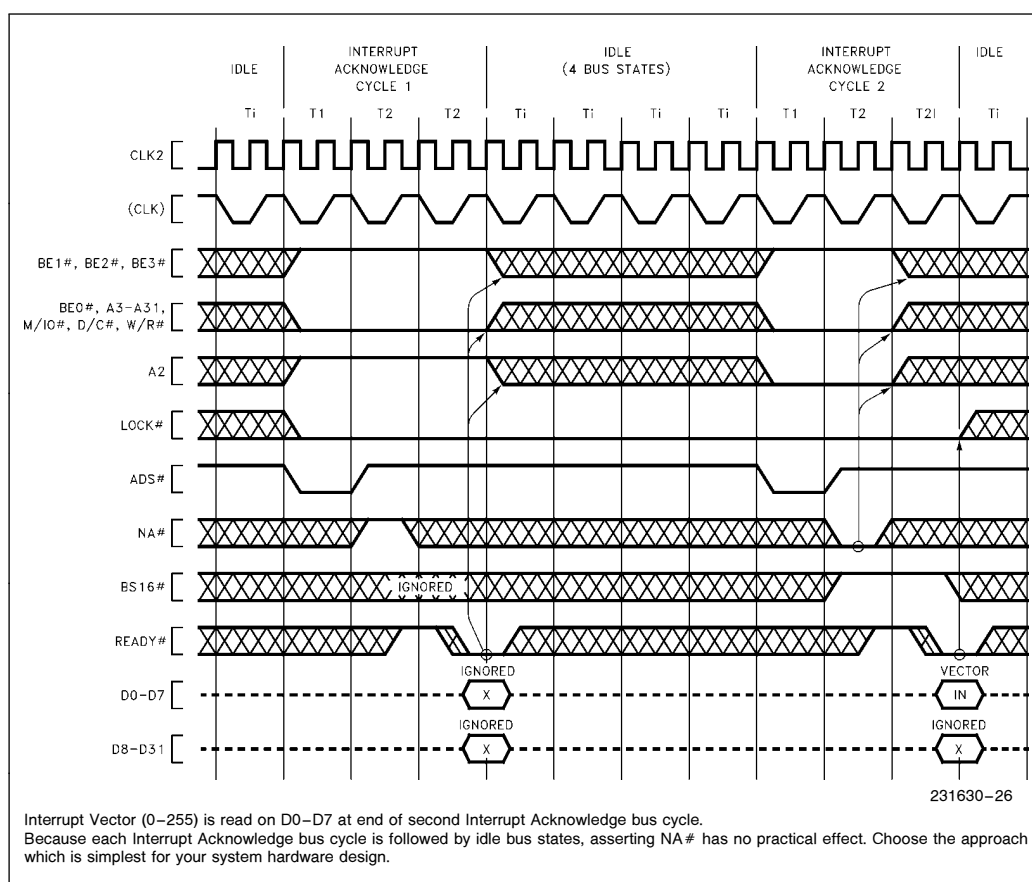 IDLE
INTERRUPT
ACKNOWLEDGE
CYCLE 1
IDLE
(4 BUS STATES)
INTERRUPT
ACKNOWLEDGE
CYCLE 2
IDLE
Ti T1 T2 T2 Ti Ti Ti Ti T1 T2 T2I Ti
CLK2
(CLK)
BE1#, BE2#, BE3#
BE0#, A3–A31,
M/IO#, D/C#, W/R#
A2
LOCK#
ADS#
NA#
BS16#
IGNORED
READY#
IGNORED VECTOR
D0–D7 X IN
IGNORED IGNORED
D8–D31 X X
231630–26
Interrupt Vector (0–255) is read on D0–D7 at end of second Interrupt Acknowledge bus cycle.
Because each Interrupt Acknowledge bus cycle is followed by idle bus states, asserting NA# has no practical effect. Choose the approach
which is simplest for your system hardware design.